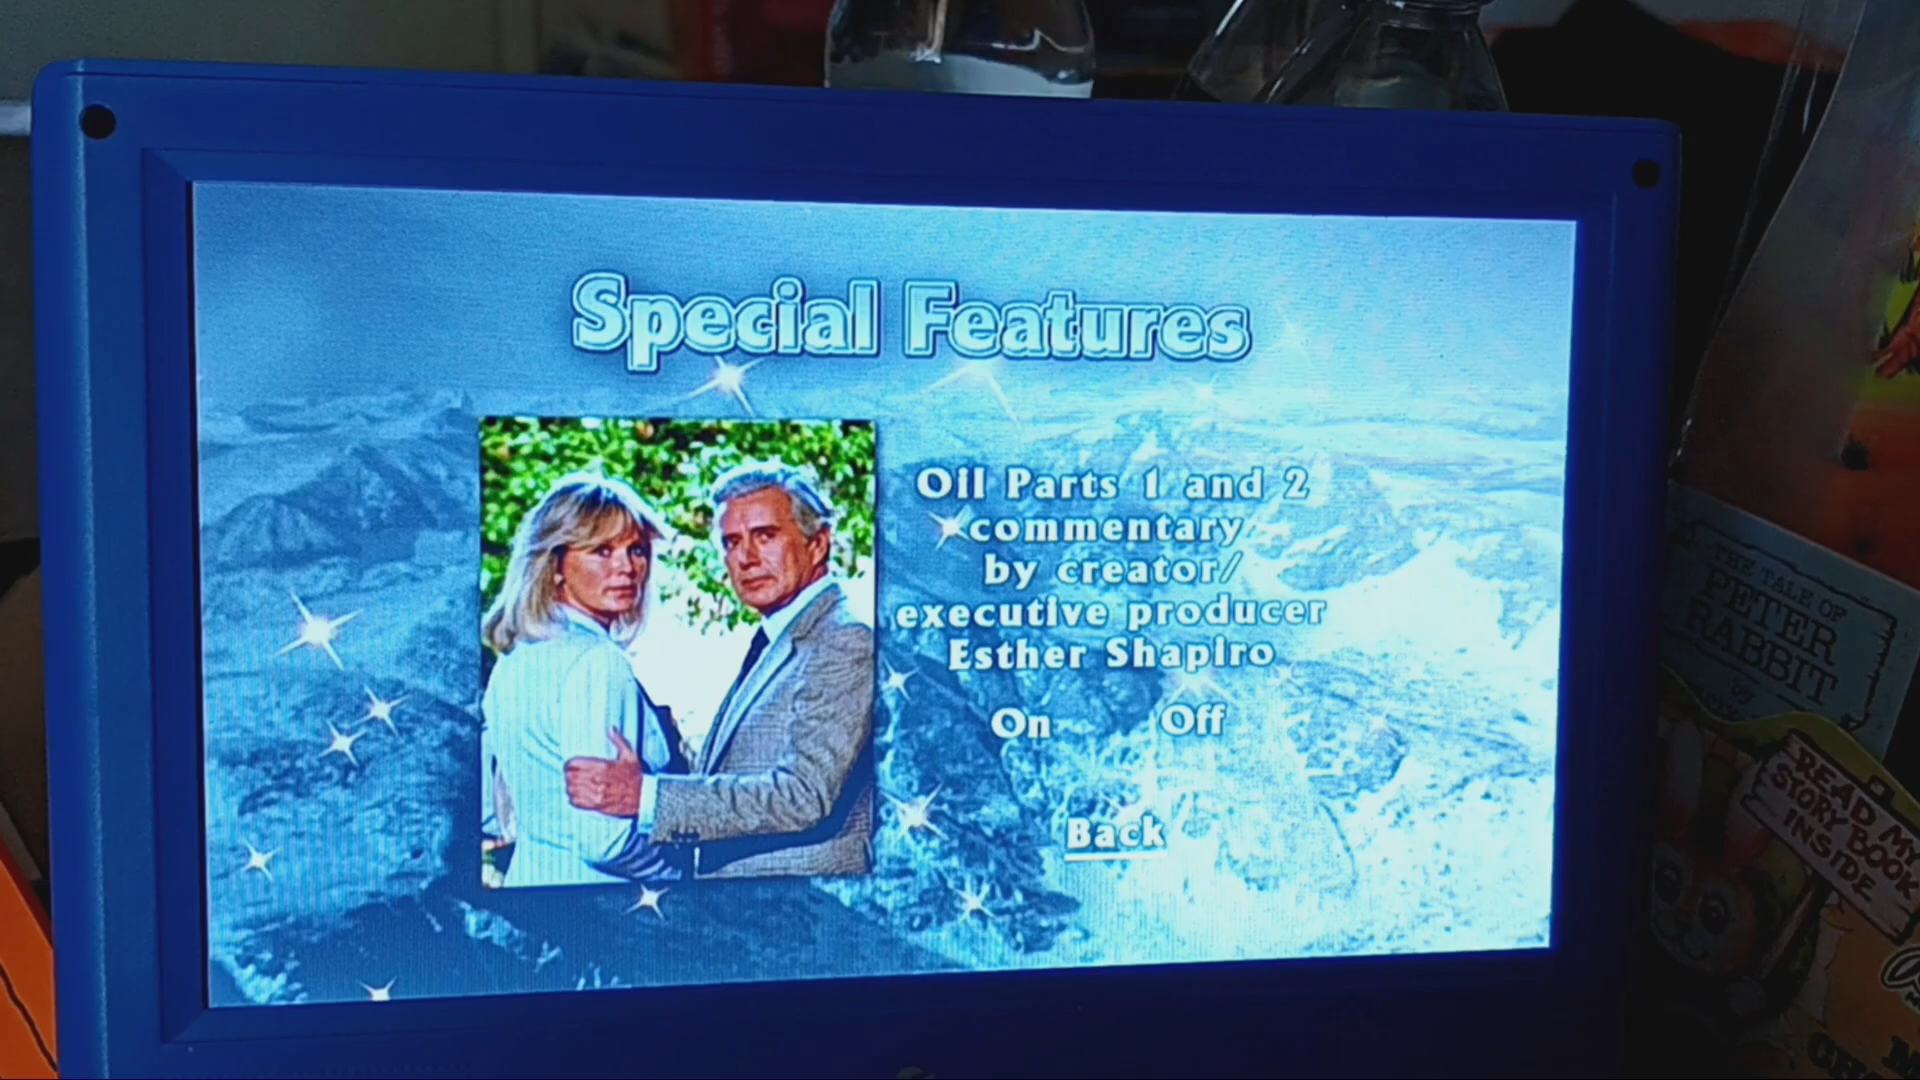 Special Features
Oil Parts 1 and 2
commentary
by creator/
executive producer
Esther Shapiro
On Off
Back
THE TALE OF
PETER
RABBIT
by
READ MY
STORY BOOK
INSIDE